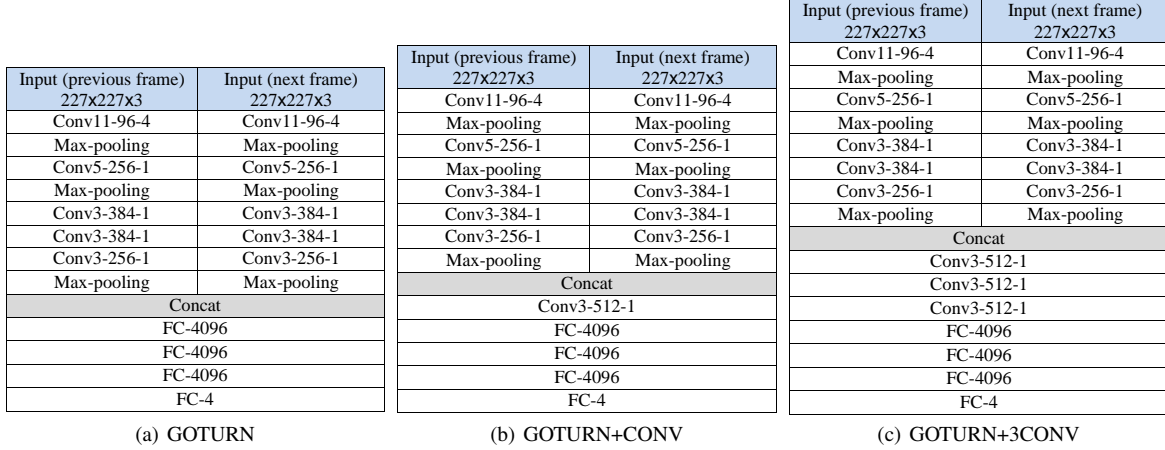 Input (previous frame) 227x227x3 Input (next frame) 227x227x3
Conv11-96-4 Conv11-96-4
Max-pooling Max-pooling
Conv5-256-1 Conv5-256-1
Max-pooling Max-pooling
Conv3-384-1 Conv3-384-1
Conv3-384-1 Conv3-384-1
Conv3-256-1 Conv3-256-1
Max-pooling Max-pooling
Concat
FC-4096
FC-4096
FC-4096
FC-4
(a) GOTURN
Input (previous frame) 227x227x3 Input (next frame) 227x227x3
Conv11-96-4 Conv11-96-4
Max-pooling Max-pooling
Conv5-256-1 Conv5-256-1
Max-pooling Max-pooling
Conv3-384-1 Conv3-384-1
Conv3-384-1 Conv3-384-1
Conv3-256-1 Conv3-256-1
Max-pooling Max-pooling
Concat
Conv3-512-1
FC-4096
FC-4096
FC-4096
FC-4
(b) GOTURN+CONV
Input (previous frame) 227x227x3 Input (next frame) 227x227x3
Conv11-96-4 Conv11-96-4
Max-pooling Max-pooling
Conv5-256-1 Conv5-256-1
Max-pooling Max-pooling
Conv3-384-1 Conv3-384-1
Conv3-384-1 Conv3-384-1
Conv3-256-1 Conv3-256-1
Max-pooling Max-pooling
Concat
Conv3-512-1
Conv3-512-1
Conv3-512-1
FC-4096
FC-4096
FC-4096
FC-4
(c) GOTURN+3CONV